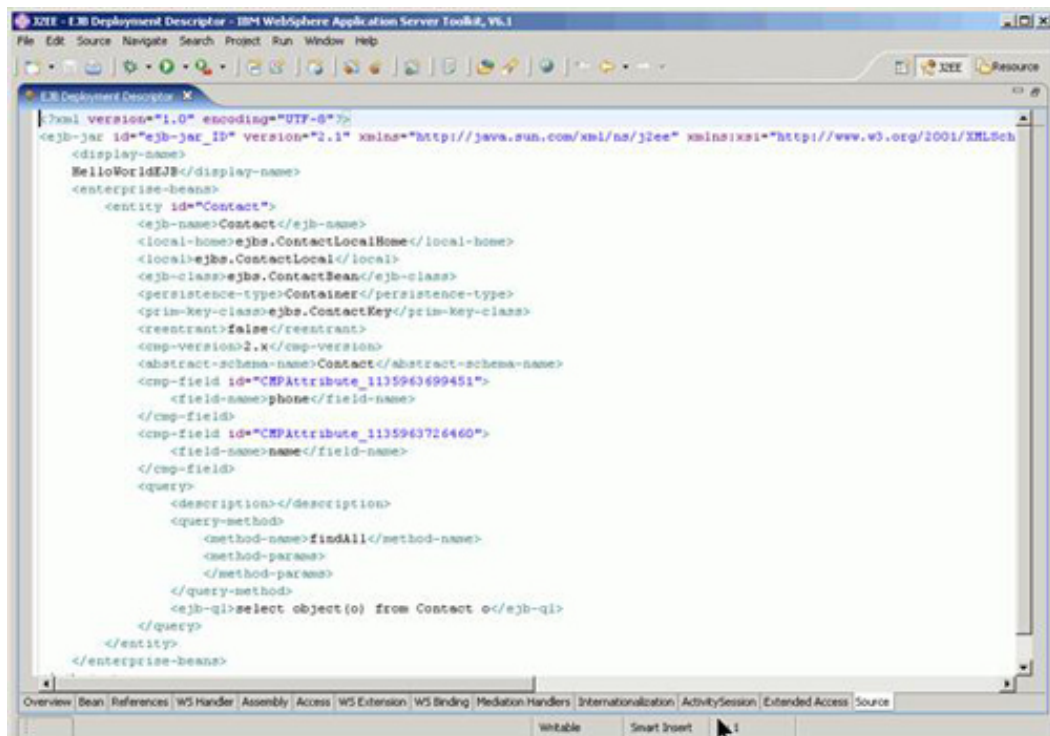 J2EE - EJB Deployment Descriptor - IBM WebSphere Application Server Toolkit, V6.1
File Edit Source Navigate Search Project Run Window Help
J2EE Resource
EJB Deployment Descriptor
<?xml version="1.0" encoding="UTF-8"?>
<ejb-jar id="ejb-jar_ID" version="2.1" xmlns="http://java.sun.com/xml/ns/j2ee" xmlns:xsi="http://www.w3.org/2001/XMLSch
<display-name>
HelloWorldEJB</display-name>
<enterprise-beans>
<entity id="Contact">
<ejb-name>Contact</ejb-name>
<local-home>ejbs.ContactLocalHome</local-home>
<local>ejbs.ContactLocal</local>
<ejb-class>ejbs.ContactBean</ejb-class>
<persistence-type>Container</persistence-type>
<prim-key-class>ejbs.ContactKey</prim-key-class>
<reentrant>false</reentrant>
<cmp-version>2.x</cmp-version>
<abstract-schema-name>Contact</abstract-schema-name>
<cmp-field id="CMPAttribute_1135963699451">
<field-name>phone</field-name>
</cmp-field>
<cmp-field id="CMPAttribute_1135963726460">
<field-name>name</field-name>
</cmp-field>
<query>
<description></description>
<query-method>
<method-name>findAll</method-name>
<method-params>
</method-params>
</query-method>
<ejb-ql>select object(o) from Contact o</ejb-ql>
</query>
</entity>
</enterprise-beans>
Overview Bean References WS Handler Assembly Access WS Extension WS Binding Mediation Handlers Internationalization ActivitySession Extended Access Source
Writable Smart Insert